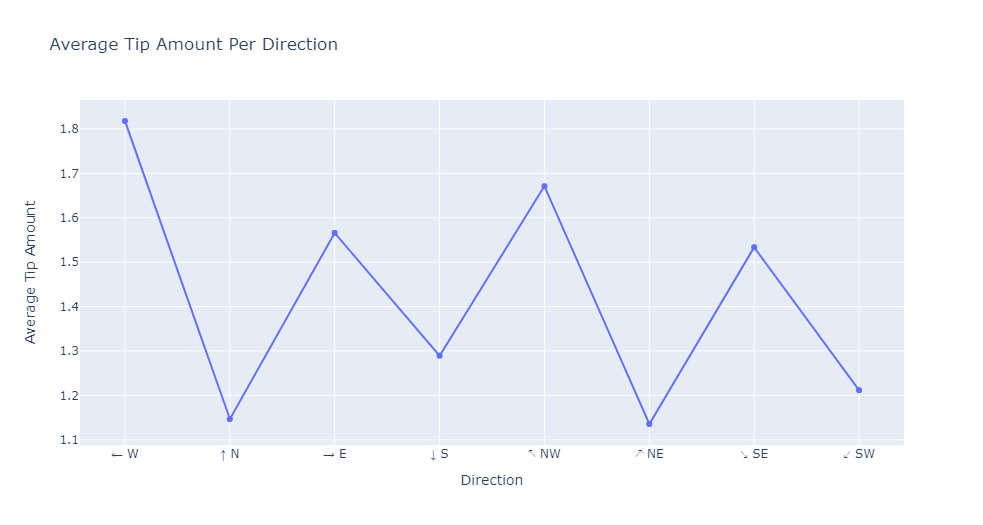 Average Tip Amount Per Direction
Average Tip Amount
1.8
1.7
1.6
1.5
1.4
1.3
1.2
1.1
← W
↑ N
→ E
↓ S
↖ NW
↗ NE
↘ SE
↙ SW
Direction